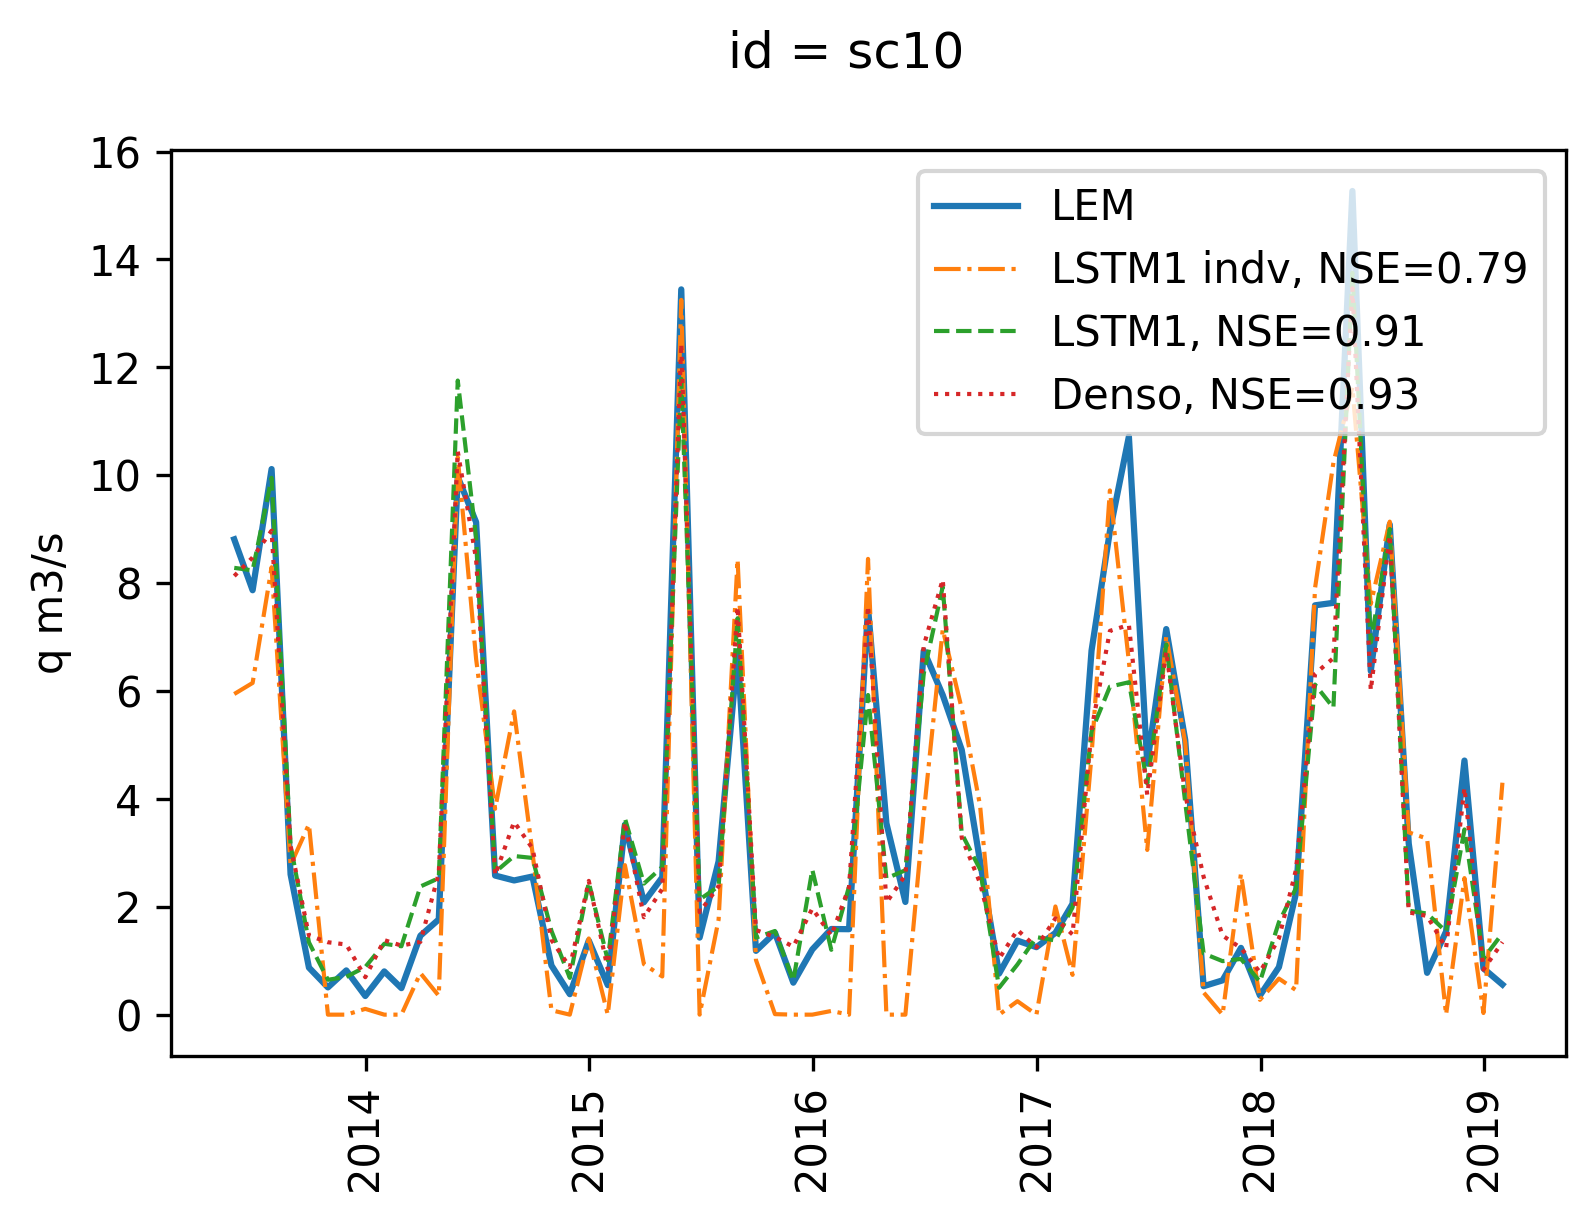 id = sc10
16
14
12
10
8
6
4
2
0
q m3/s
LEM
LSTM1 indv, NSE=0.79
LSTM1, NSE=0.91
Denso, NSE=0.93
2014
2015
2016
2017
2018
2019